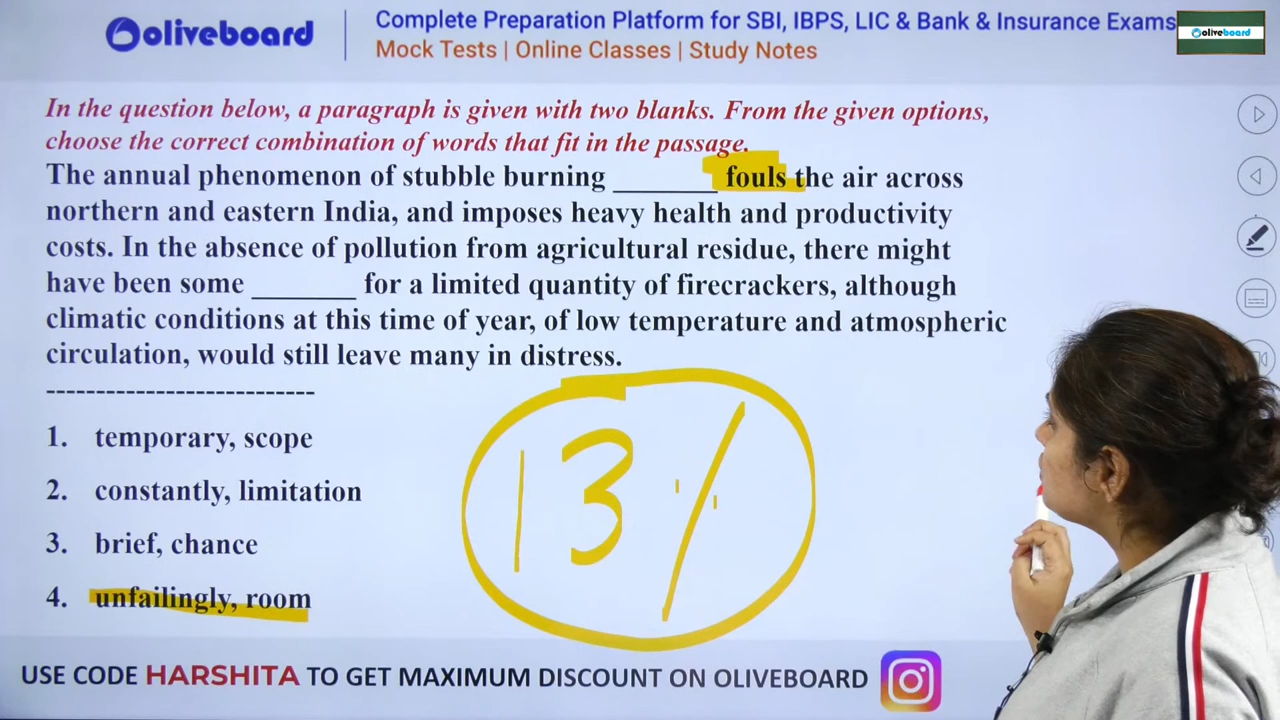 oliveboard
Complete Preparation Platform for SBI, IBPS, LIC & Bank & Insurance Exams
Mock Tests | Online Classes | Study Notes
oliveboard
In the question below, a paragraph is given with two blanks. From the given options,
choose the correct combination of words that fit in the passage.
The annual phenomenon of stubble burning _______ fouls the air across
northern and eastern India, and imposes heavy health and productivity
costs. In the absence of pollution from agricultural residue, there might
have been some _______ for a limited quantity of firecrackers, although
climatic conditions at this time of year, of low temperature and atmospheric
circulation, would still leave many in distress.
--------------------------
1. temporary, scope
2. constantly, limitation
3. brief, chance
4. unfailingly, room
13%
USE CODE HARSHITA TO GET MAXIMUM DISCOUNT ON OLIVEBOARD